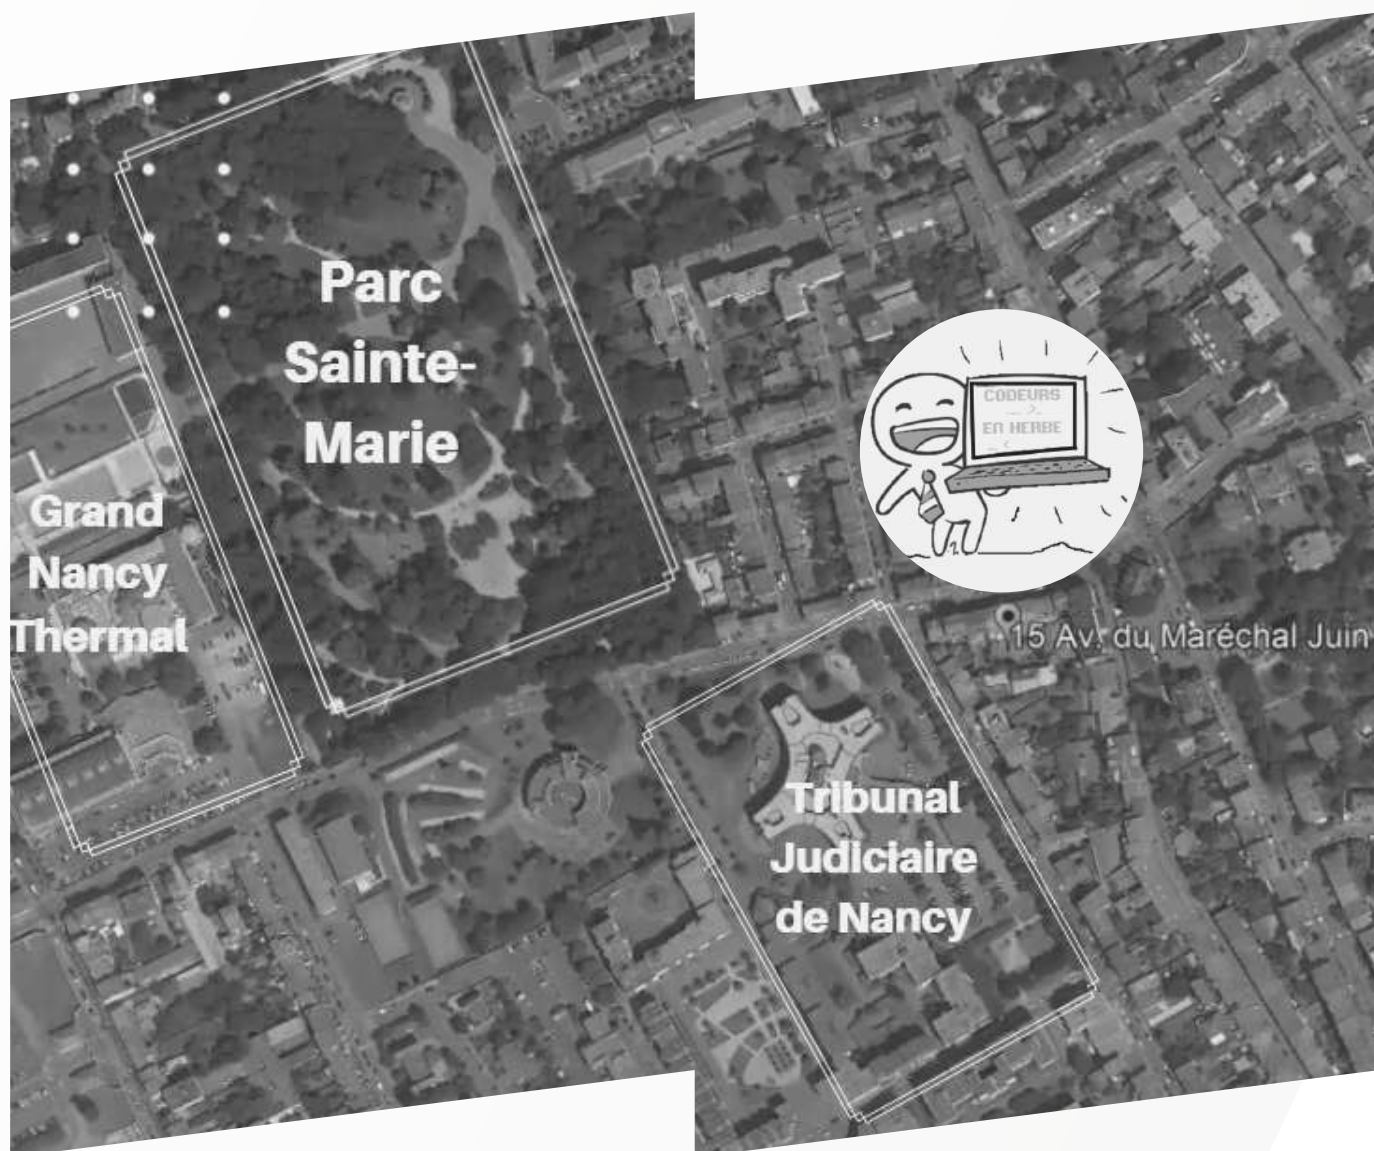 Parc
Sainte-
Marie
CODEURS
EN HERBE
Grand
Nancy
Thermal
15 Av. du Maréchal Juin
Tribunal
Judiciaire
de Nancy